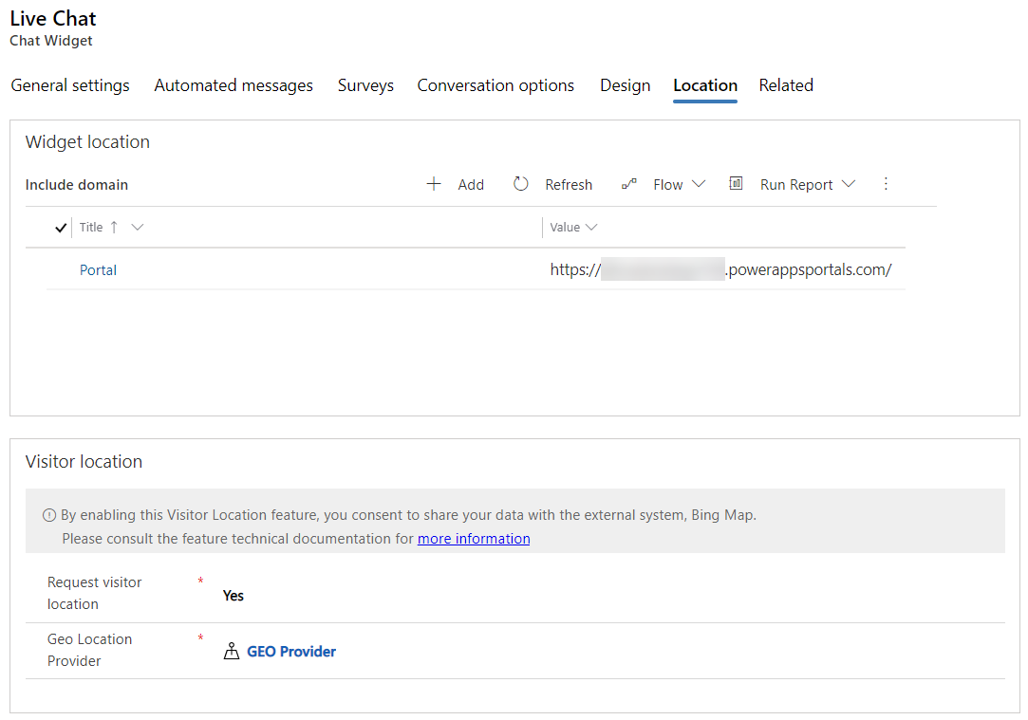 Live Chat
Chat Widget
General settings Automated messages Surveys Conversation options Design Location Related
Widget location
Include domain Add Refresh Flow Run Report
Title Value
Portal https:// .powerappsportals.com/
Visitor location
By enabling this Visitor Location feature, you consent to share your data with the external system, Bing Map.
Please consult the feature technical documentation for more information
Request visitor * Yes
location
Geo Location * GEO Provider
Provider